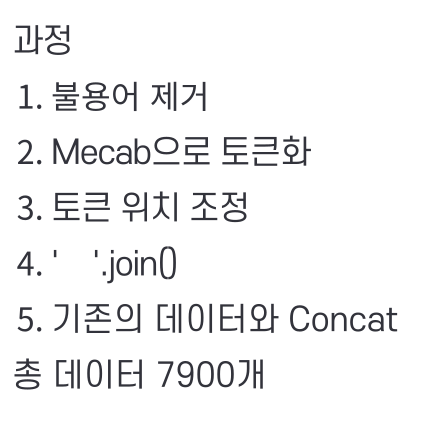 과정
1. 불용어 제거
2. Mecab으로 토큰화
3. 토큰 위치 조정
4. '  '.join()
5. 기존의 데이터와 Concat
총 데이터 7900개